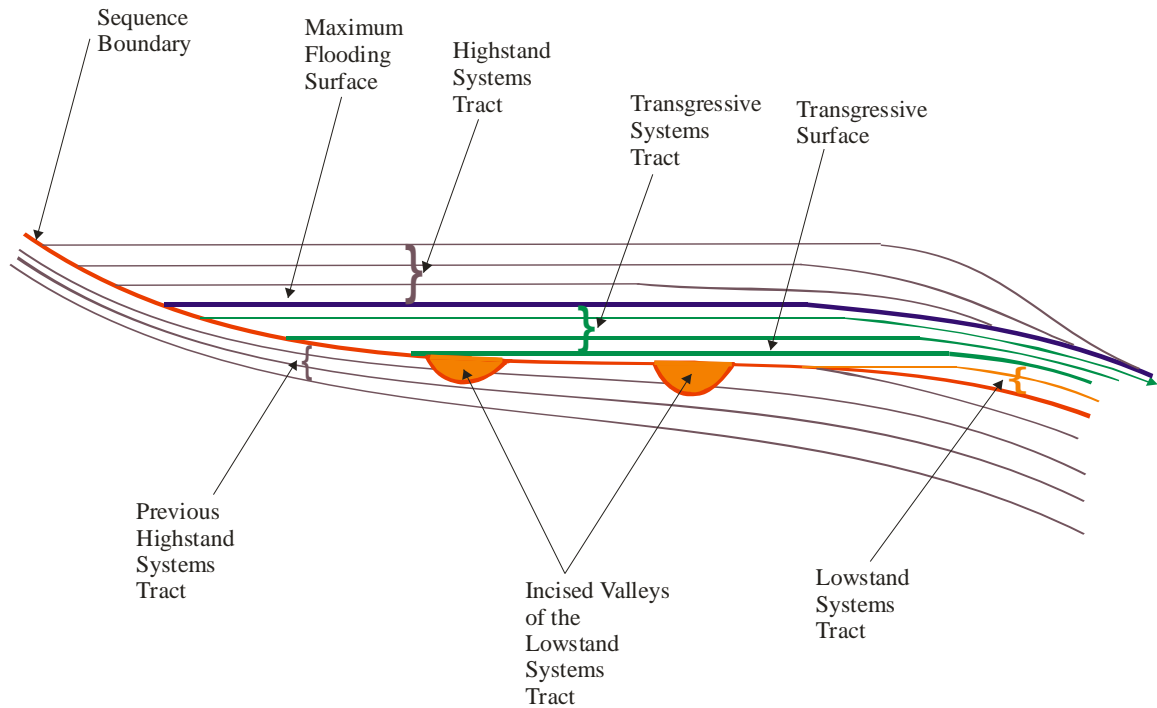 Sequence
Boundary
Maximum
Flooding
Surface
Highstand
Systems
Tract
Transgressive
Systems
Tract
Transgressive
Surface
Previous
Highstand
Systems
Tract
Incised Valleys
of the
Lowstand
Systems
Tract
Lowstand
Systems
Tract